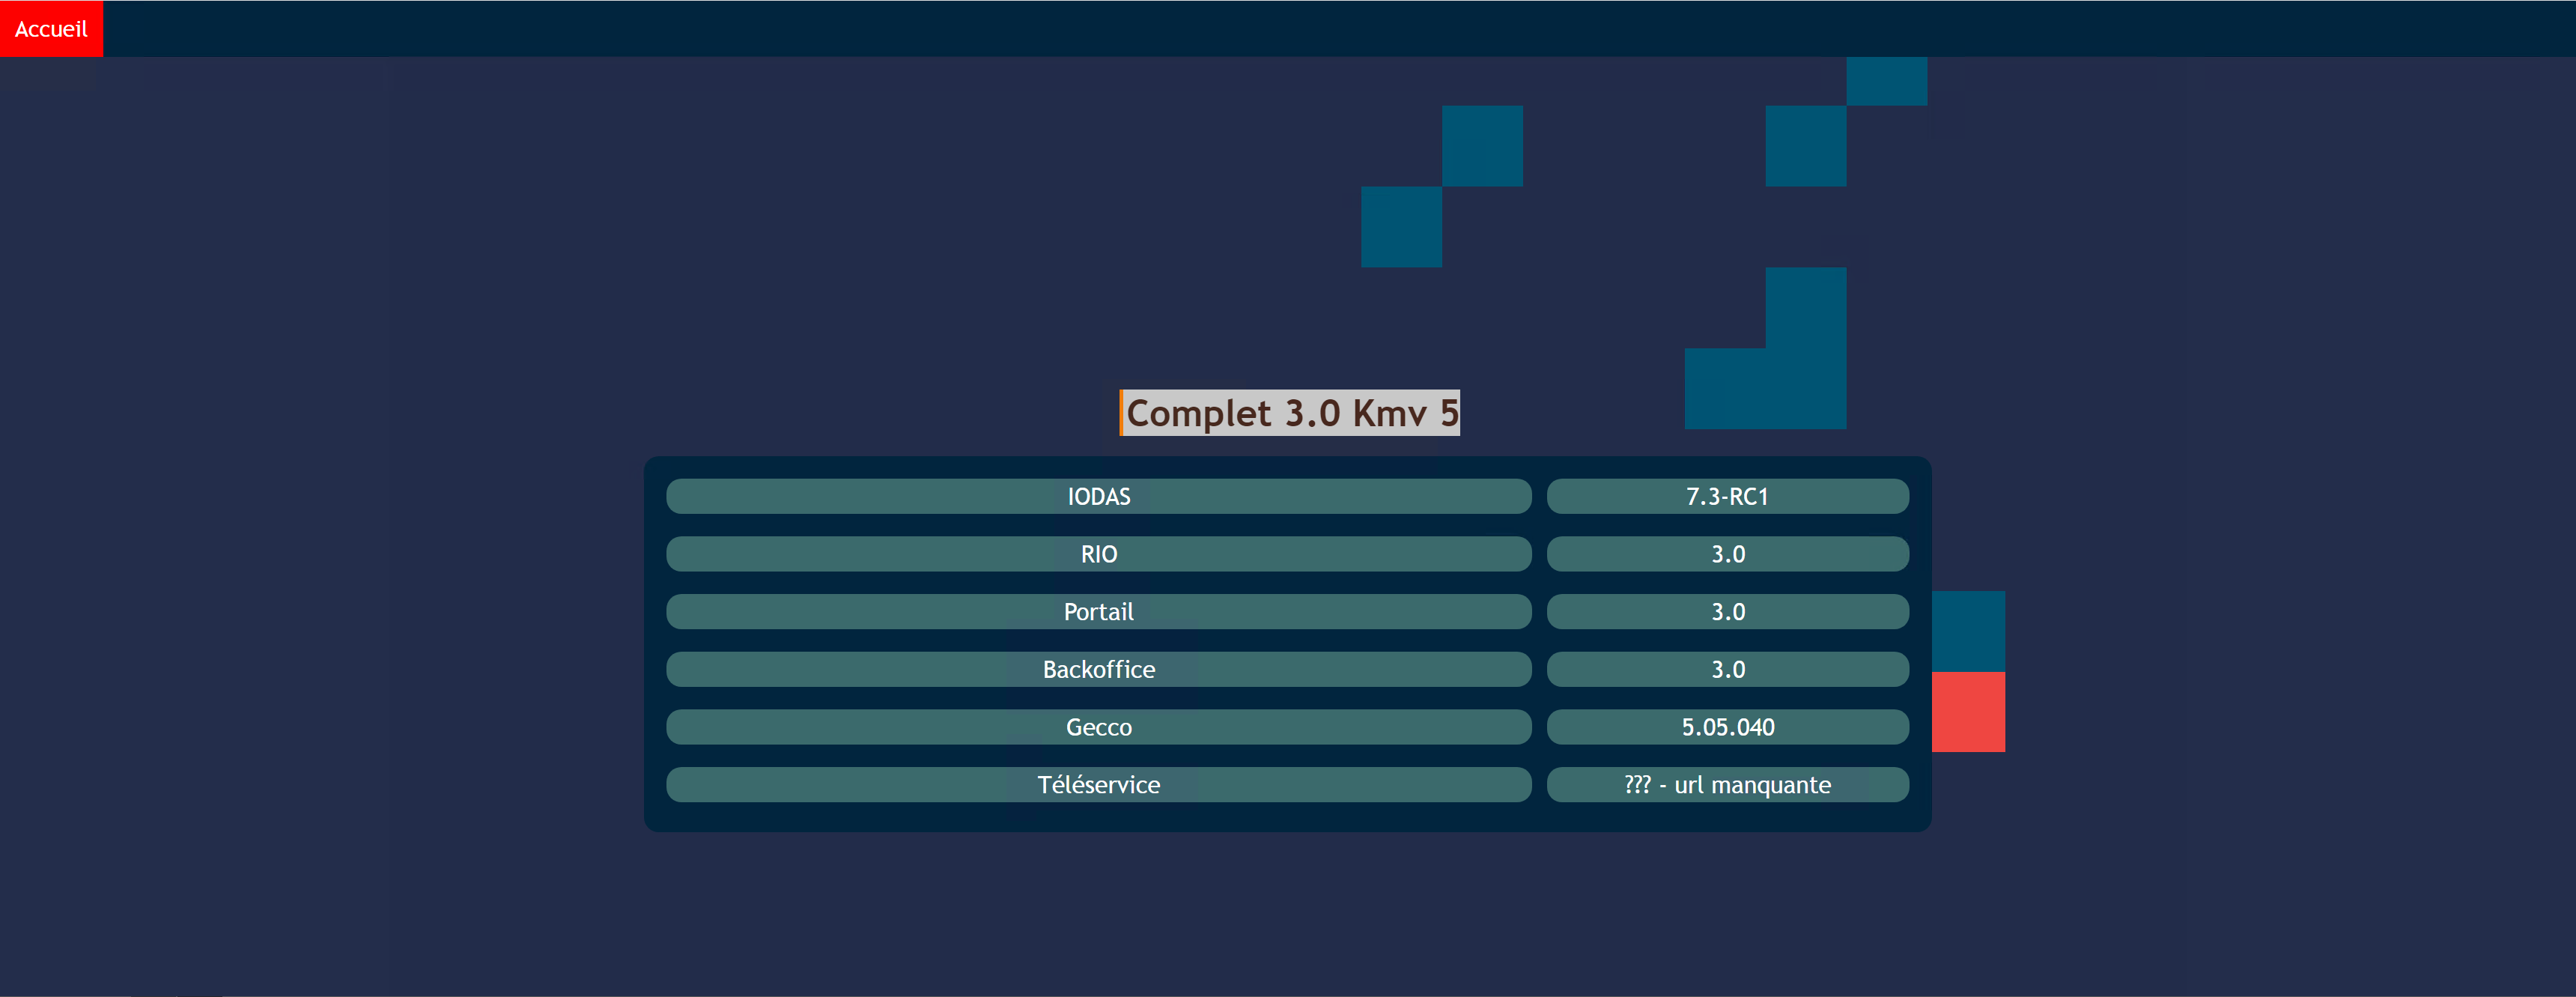 Accueil
Complet 3.0 Kmv 5
IODAS 7.3-RC1
RIO 3.0
Portail 3.0
Backoffice 3.0
Gecco 5.05.040
Téléservice ??? - url manquante